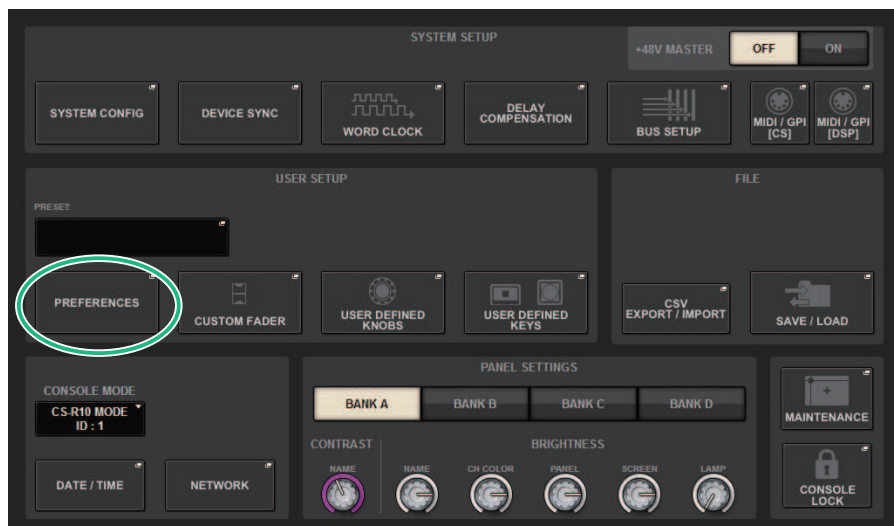 SYSTEM SETUP
+48V MASTER
OFF
ON
SYSTEM CONFIG
DEVICE SYNC
WORD CLOCK
DELAY
COMPENSATION
BUS SETUP
MIDI / GPI
[CS]
MIDI / GPI
[DSP]
USER SETUP
FILE
PRESET
PREFERENCES
CUSTOM FADER
USER DEFINED
KNOBS
USER DEFINED
KEYS
CSV
EXPORT / IMPORT
SAVE / LOAD
CONSOLE MODE
CS-R10 MODE
ID : 1
DATE / TIME
NETWORK
PANEL SETTINGS
BANK A
BANK B
BANK C
BANK D
CONTRAST
BRIGHTNESS
NAME
NAME
CH COLOR
PANEL
SCREEN
LAMP
MAINTENANCE
CONSOLE
LOCK